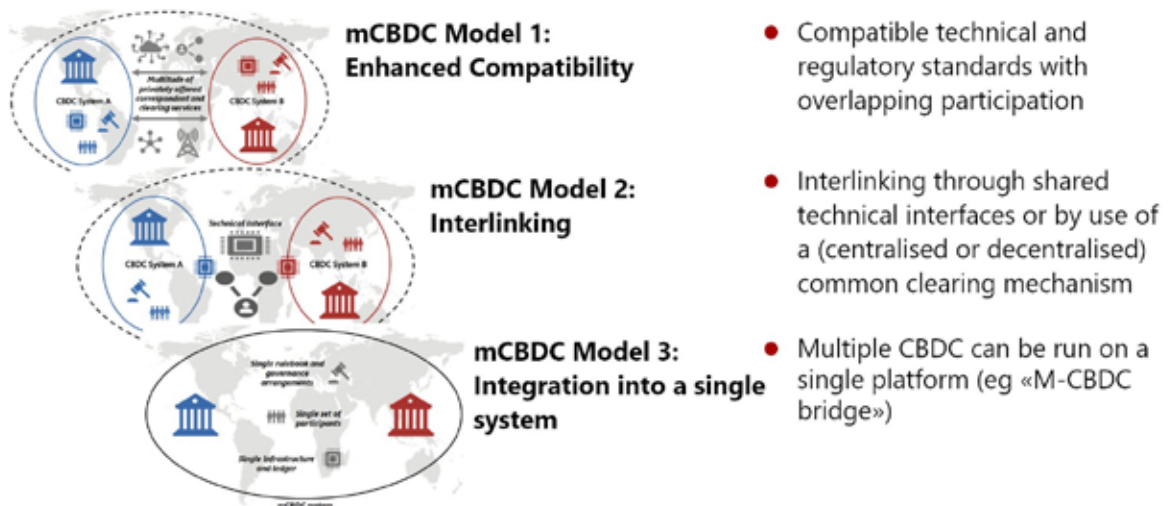 mCBDC Model 1:
Enhanced Compatibility
CBDC System A
Multitude of
privately offered
correspondent and
clearing services
CBDC System B
Compatible technical and
regulatory standards with
overlapping participation
mCBDC Model 2:
Interlinking
Technical Interface
CBDC System A
CBDC System B
Interlinking through shared
technical interfaces or by use of
a (centralised or decentralised)
common clearing mechanism
mCBDC Model 3:
Integration into a single
system
Single rulebook and
governance
arrangements
Single set of
participants
Single infrastructure
and ledger
mCBDC system
Multiple CBDC can be run on a
single platform (eg «M-CBDC
bridge»)